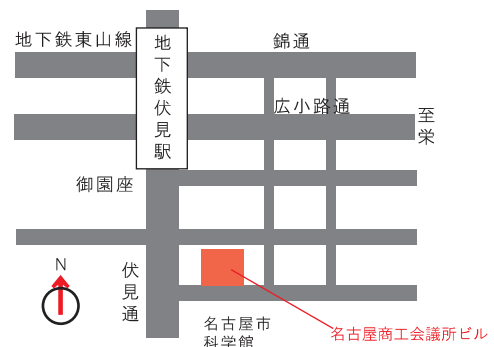 地下鉄東山線
錦通
地下鉄伏見駅
広小路通
至栄
御園座
N
伏見通
名古屋市
科学館
名古屋商工会議所ビル